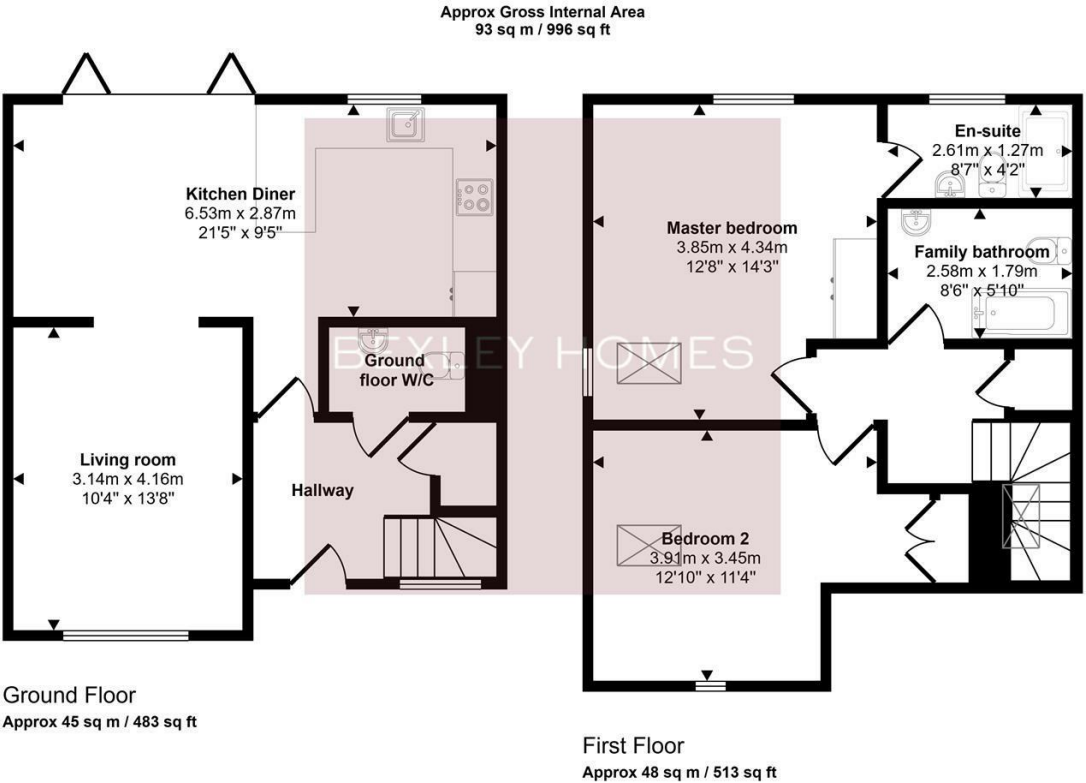 Approx Gross Internal Area
93 sq m / 996 sq ft
Kitchen Diner
6.53m x 2.87m
21'5" x 9'5"
Ground
floor W/C
Living room
3.14m x 4.16m
10'4" x 13'8"
Hallway
Ground Floor
Approx 45 sq m / 483 sq ft
En-suite
2.61m x 1.27m
8'7" x 4'2"
Master bedroom
3.85m x 4.34m
12'8" x 14'3"
Family bathroom
2.58m x 1.79m
8'6" x 5'10"
BEXLEY HOMES
Bedroom 2
3.91m x 3.45m
12'10" x 11'4"
First Floor
Approx 48 sq m / 513 sq ft